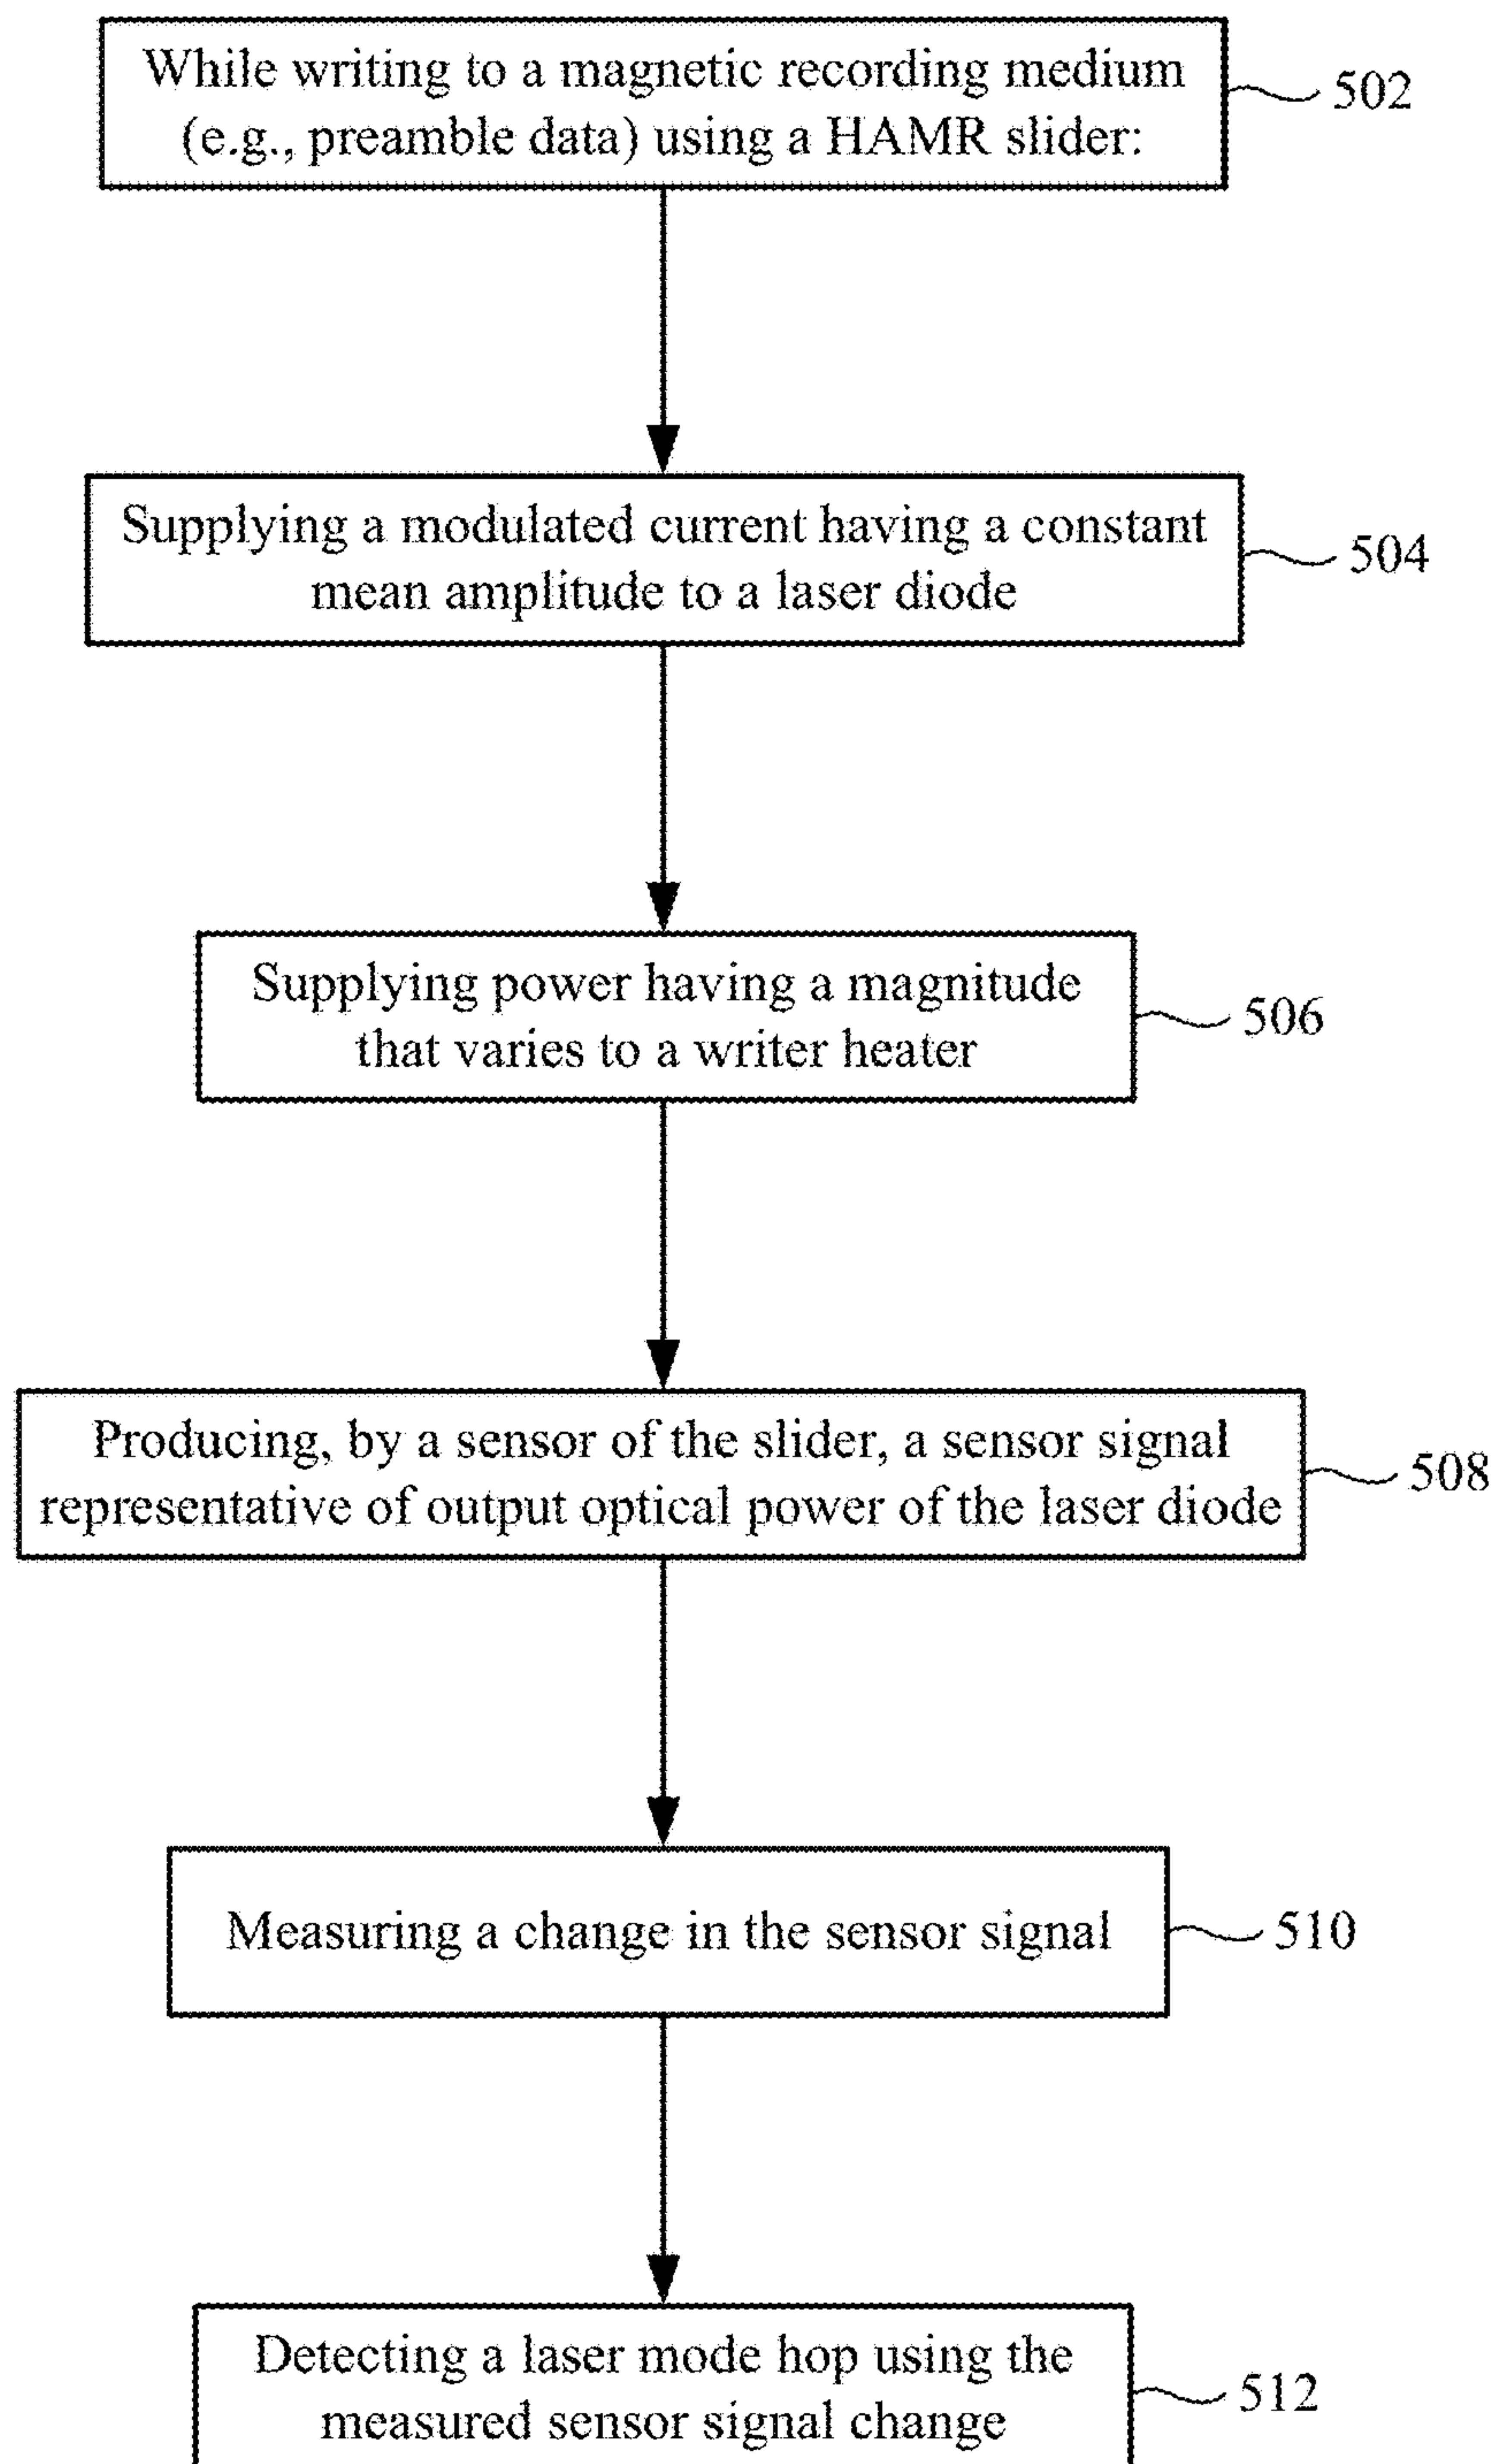 While writing to a magnetic recording medium
(e.g., preamble data) using a HAMR slider:
502
Supplying a modulated current having a constant
mean amplitude to a laser diode
504
Supplying power having a magnitude
that varies to a writer heater
506
Producing, by a sensor of the slider, a sensor signal
representative of output optical power of the laser diode
508
Measuring a change in the sensor signal
510
Detecting a laser mode hop using the
measured sensor signal change
512